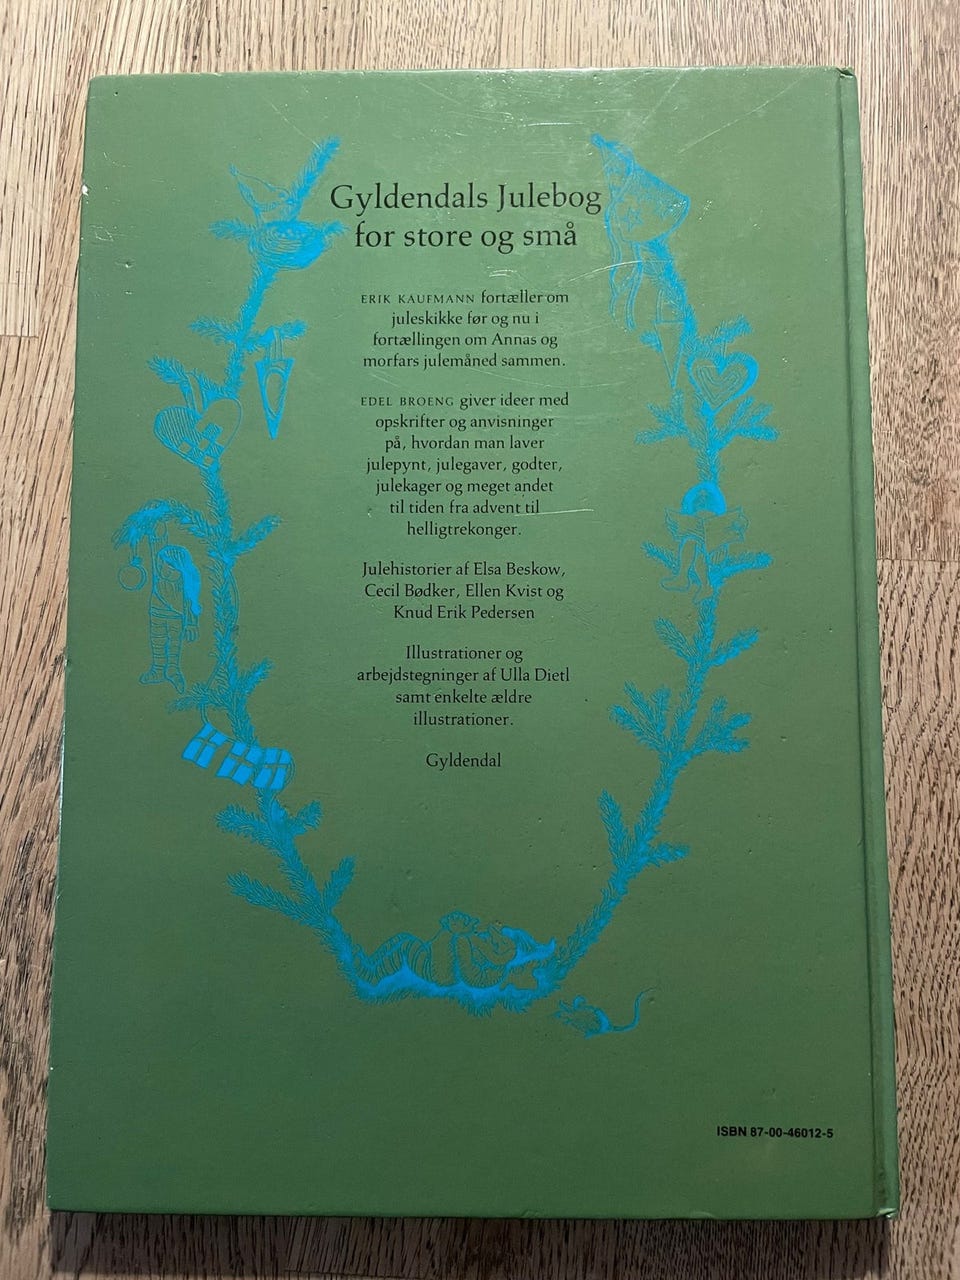 Gyldendals Julebog
for store og små
ERIK KAUFMANN fortæller om
juleskikke før og nu i
fortællingen om Annas og
morfars julemåned sammen.
EDEL BROENG giver ideer med
opskrifter og anvisninger
på, hvordan man laver
julepynt, julegaver, godter,
julekager og meget andet
til tiden fra advent til
helligtrekonger.
Julehistorier af Elsa Beskow,
Cecil Bødker, Ellen Kvist og
Knud Erik Pedersen
Illustrationer og
arbejdstegninger af Ulla Dietl
samt enkelte ældre
illustrationer.
Gyldendal
ISBN 87-00-46012-5